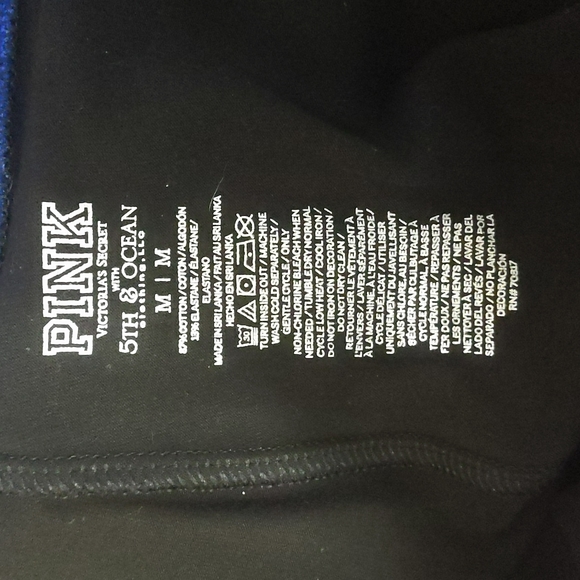 PINK
VICTORIA'S SECRET
WITH
5TH & OCEAN
clothing, LLC
M | M
87% COTTON / COTON / ALGODÓN
13% ELASTANE / ÉLASTANE /
ELASTANO
MADE IN SRI LANKA / FRUTAU SRI LANKA
HECHO EN SRI LANKA
TURN INSIDE OUT / MACHINE
WASH COLD SEPARATELY /
GENTLE CYCLE / ONLY
NON-CHLORINE BLEACH WHEN
NEEDED / TUMBLE DRY NORMAL
CYCLE LOW HEAT / COOL IRON /
DO NOT IRON ON DECORATION /
DO NOT DRY CLEAN /
RETOURNER VÊTEMENT À
L'ENVERS / LAVER SÉPARÉMENT
À LA MACHINE, À L'EAU FROIDE /
CYCLE DÉLICAT / UTILISER
UNIQUEMENT JAVELLISANT
SANS CHLORE, AU BESOIN /
SÉCHER PAR CULBUTAGE À
CYCLE NORMAL, À BASSE
TEMPÉRATURE / REPASSER À
FER DOUX / NE PAS REPASSER
LES ORNEMENTS / NE PAS
NETTOYER À SEC / LAVAR DEL
LADO DEL REVÉS / LAVAR POR
SEPARADO / NO PLANCHAR LA
DECORACIÓN
RN# 70817